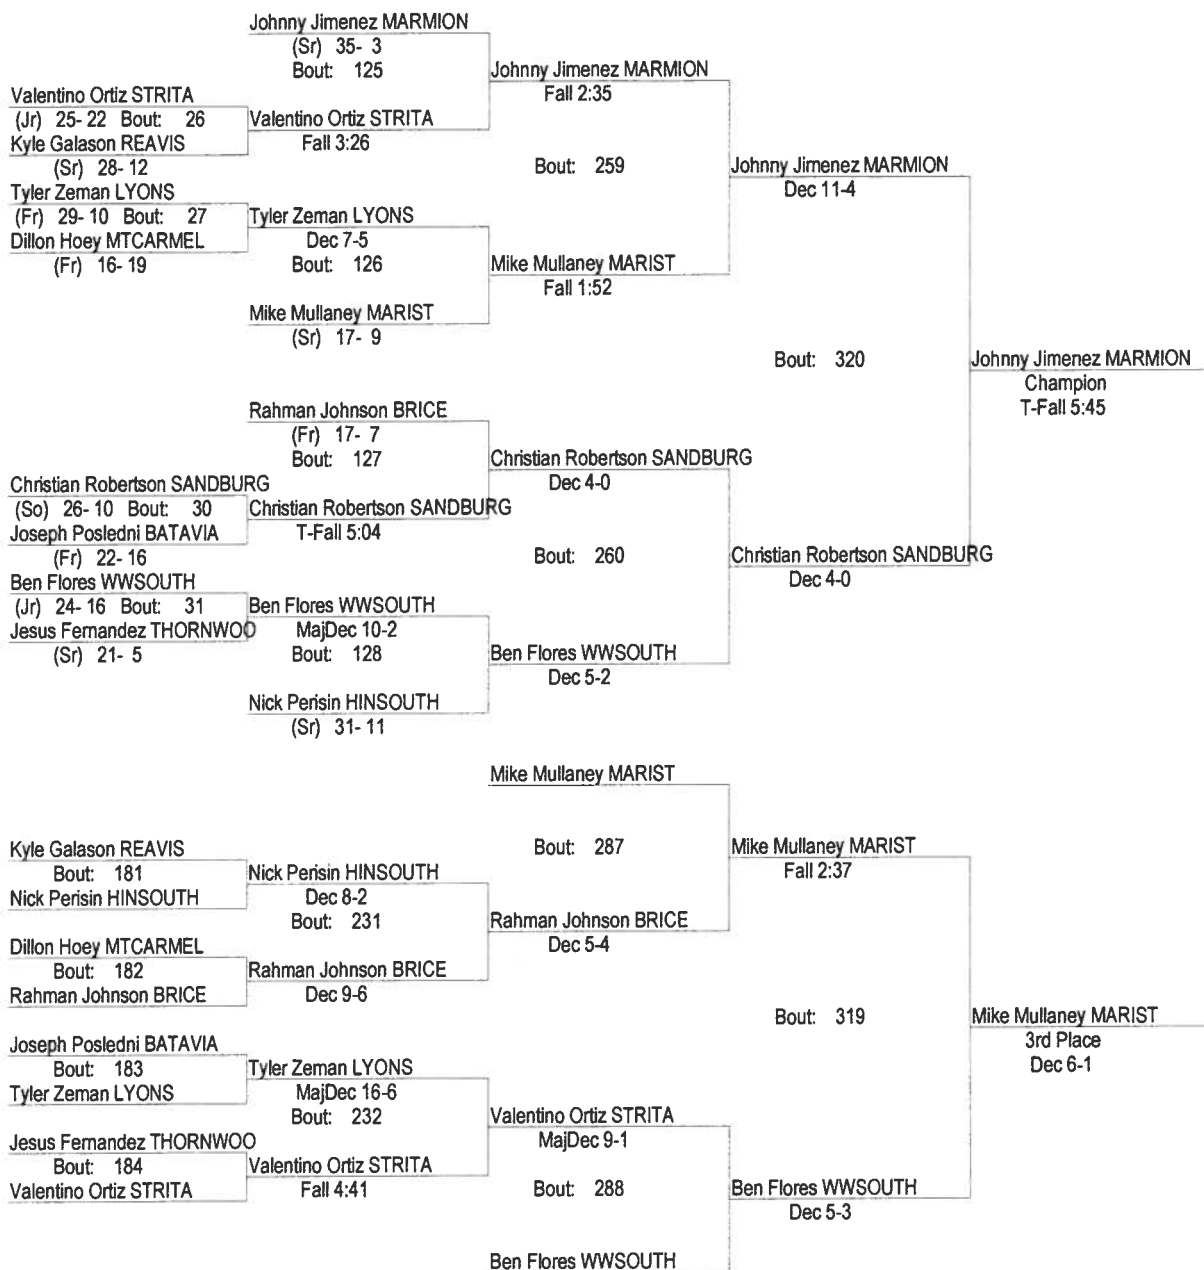 Johnny Jimenez MARMION
(Sr) 35- 3
Bout: 125
Johnny Jimenez MARMION
Fall 2:35
Valentino Ortiz STRITA
(Jr) 25- 22 Bout: 26
Valentino Ortiz STRITA
Kyle Galason REAVIS
Fall 3:26
(Sr) 28- 12
Bout: 259
Johnny Jimenez MARMION
Dec 11-4
Tyler Zeman LYONS
(Fr) 29- 10 Bout: 27
Tyler Zeman LYONS
Dillon Hoey MTCARMEL
Dec 7-5
(Fr) 16- 19
Bout: 126
Mike Mullaney MARIST
Fall 1:52
Mike Mullaney MARIST
(Sr) 17- 9
Bout: 320
Johnny Jimenez MARMION
Champion
T-Fall 5:45
Rahman Johnson BRICE
(Fr) 17- 7
Bout: 127
Christian Robertson SANDBURG
Dec 4-0
Christian Robertson SANDBURG
(So) 26- 10 Bout: 30
Christian Robertson SANDBURG
Joseph Posledni BATAVIA
T-Fall 5:04
(Fr) 22- 16
Bout: 260
Christian Robertson SANDBURG
Dec 4-0
Ben Flores WWSOUTH
(Jr) 24- 16 Bout: 31
Ben Flores WWSOUTH
Jesus Fernandez THORNWOO
MajDec 10-2
(Sr) 21- 5
Bout: 128
Ben Flores WWSOUTH
Dec 5-2
Nick Perisin HINSOUTH
(Sr) 31- 11
Mike Mullaney MARIST
Bout: 287
Mike Mullaney MARIST
Fall 2:37
Kyle Galason REAVIS
Bout: 181
Nick Perisin HINSOUTH
Nick Perisin HINSOUTH
Dec 8-2
Bout: 231
Rahman Johnson BRICE
Dec 5-4
Dillon Hoey MTCARMEL
Bout: 182
Rahman Johnson BRICE
Rahman Johnson BRICE
Dec 9-6
Bout: 319
Mike Mullaney MARIST
3rd Place
Dec 6-1
Joseph Posledni BATAVIA
Bout: 183
Tyler Zeman LYONS
Tyler Zeman LYONS
MajDec 16-6
Bout: 232
Valentino Ortiz STRITA
MajDec 9-1
Jesus Fernandez THORNWOO
Bout: 184
Valentino Ortiz STRITA
Valentino Ortiz STRITA
Fall 4:41
Bout: 288
Ben Flores WWSOUTH
Dec 5-3
Ben Flores WWSOUTH